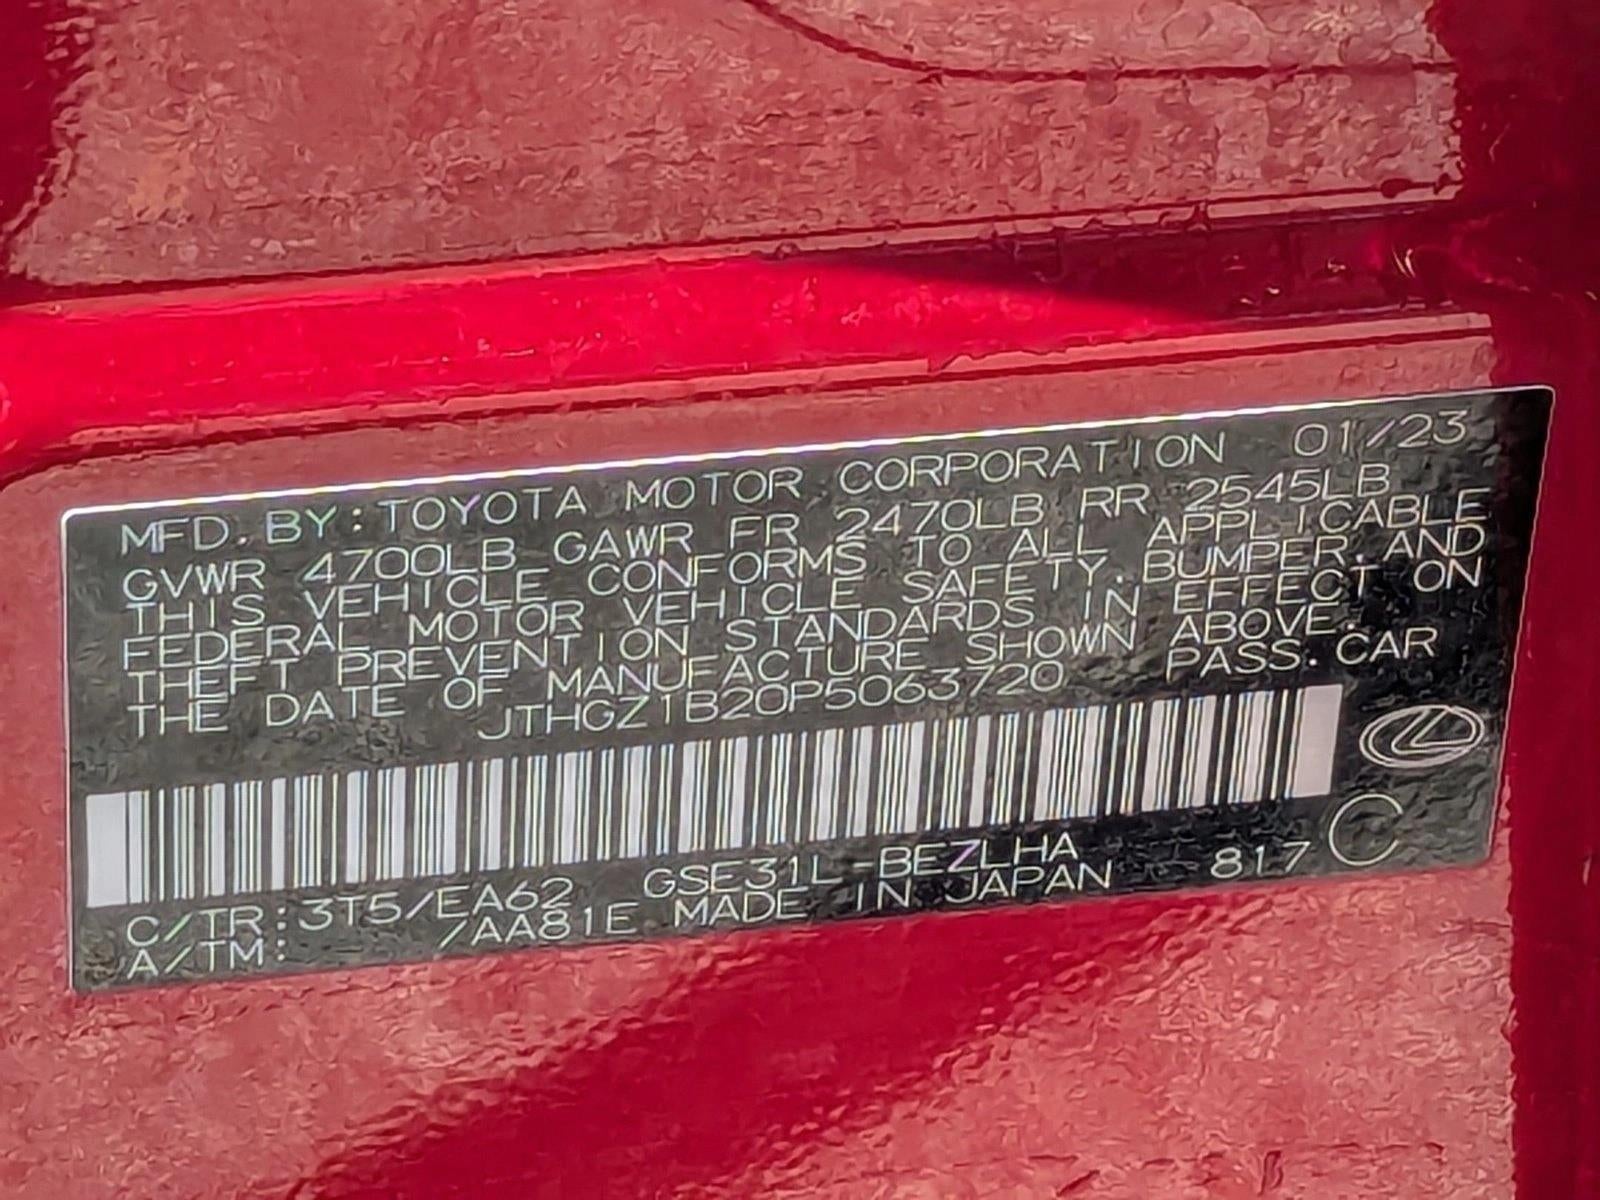 MFD. BY: TOYOTA MOTOR CORPORATION 01/23
GVWR 4700LB GAWR FR 2470LB RR 2545LB
THIS VEHICLE CONFORMS TO ALL APPLICABLE
FEDERAL MOTOR VEHICLE SAFETY, BUMPER, AND
THEFT PREVENTION STANDARDS IN EFFECT ON
THE DATE OF MANUFACTURE SHOWN ABOVE.
JTHGZ1B20P5063720 PASS. CAR
C/TR: 3T5/EA62 GSE31L-BEZLHA
A/TM: /AA81E MADE IN JAPAN 817 C